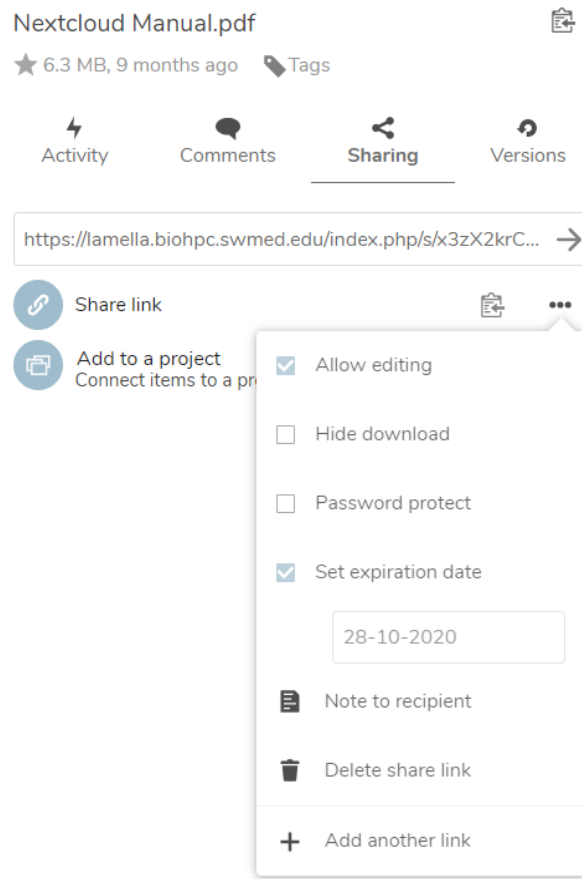 Nextcloud Manual.pdf
6.3 MB, 9 months ago Tags
Activity Comments Sharing Versions
https://lamella.biohpc.swmed.edu/index.php/s/x3zX2krC...
Share link
Add to a project
Connect items to a pr
Allow editing
Hide download
Password protect
Set expiration date
28-10-2020
Note to recipient
Delete share link
Add another link